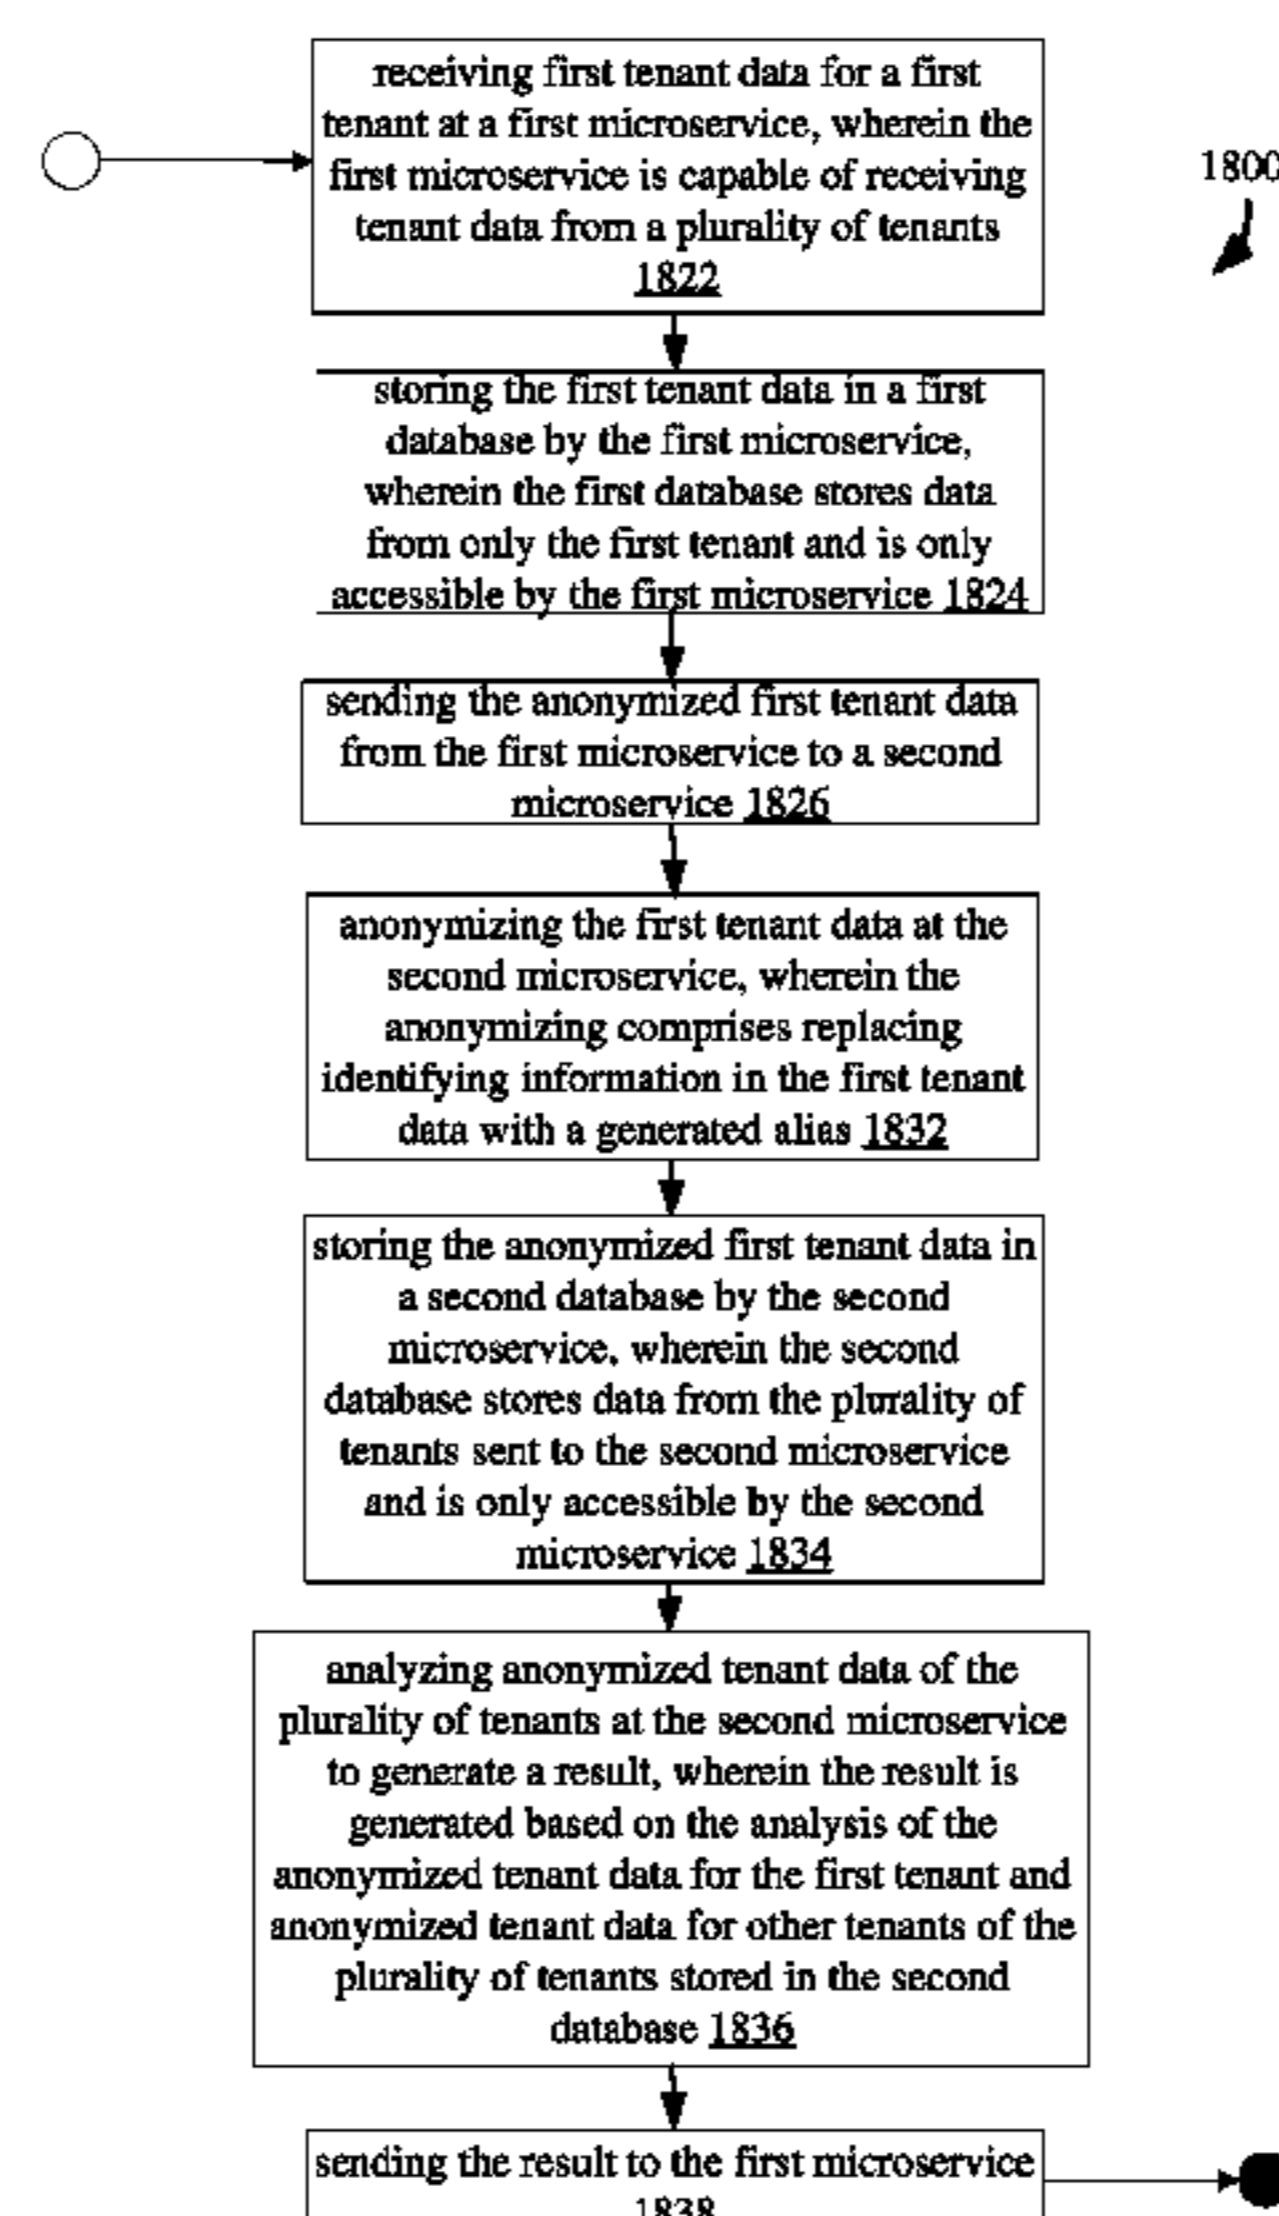 receiving first tenant data for a first
tenant at a first microservice, wherein the
first microservice is capable of receiving
tenant data from a plurality of tenants
1822
1800
storing the first tenant data in a first
database by the first microservice,
wherein the first database stores data
from only the first tenant and is only
accessible by the first microservice 1824
sending the anonymized first tenant data
from the first microservice to a second
microservice 1826
anonymizing the first tenant data at the
second microservice, wherein the
anonymizing comprises replacing
identifying information in the first tenant
data with a generated alias 1832
storing the anonymized first tenant data in
a second database by the second
microservice, wherein the second
database stores data from the plurality of
tenants sent to the second microservice
and is only accessible by the second
microservice 1834
analyzing anonymized tenant data of the
plurality of tenants at the second microservice
to generate a result, wherein the result is
generated based on the analysis of the
anonymized tenant data for the first tenant and
anonymized tenant data for other tenants of the
plurality of tenants stored in the second
database 1836
sending the result to the first microservice
1838